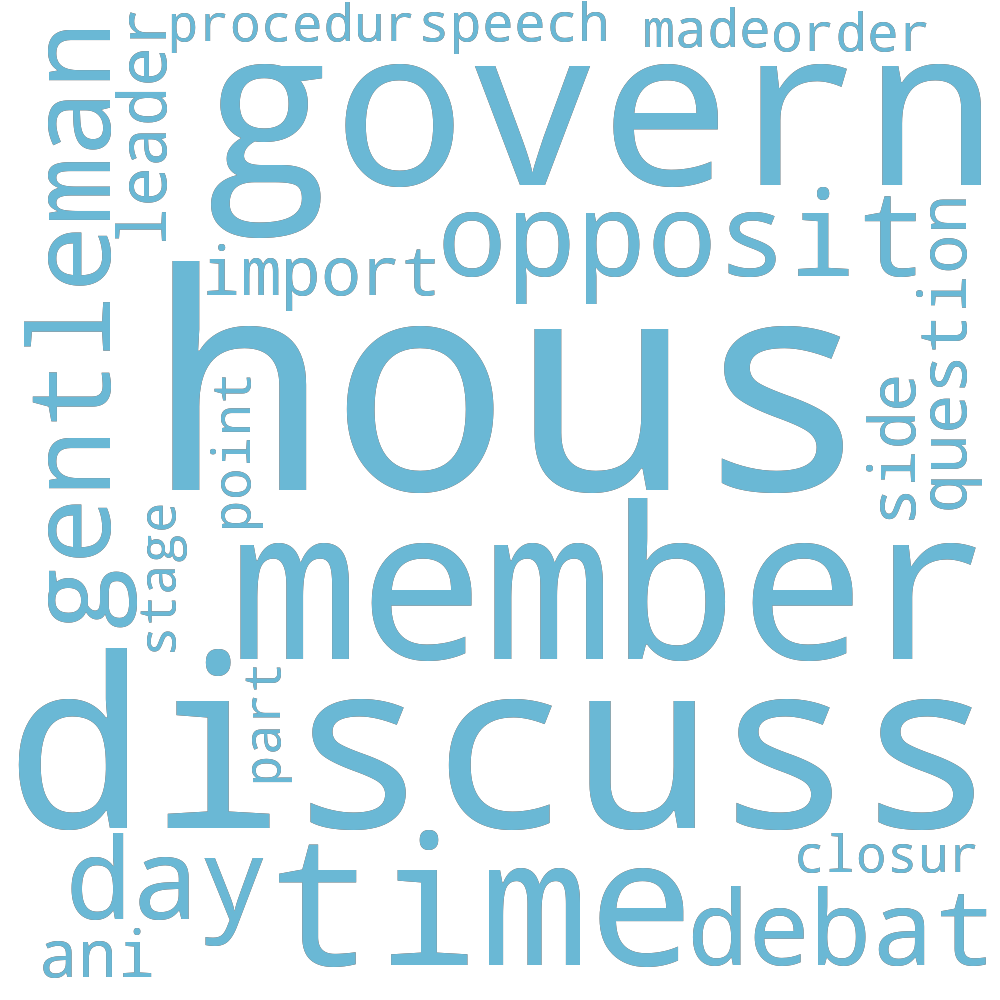 procedur speech made order
leader
gentleman
govern
opposit
import
question
hous
point
side
stage
member
part
discuss
day time
closur
debat
ani